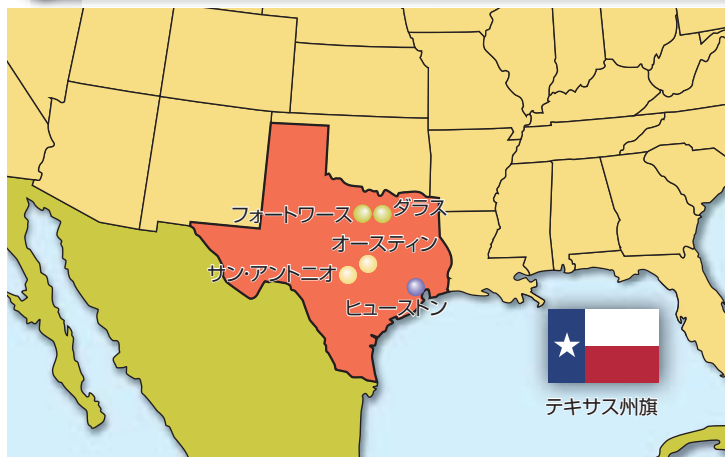 フォートワース
ダラス
オースティン
サン・アントニオ
ヒューストン
テキサス州旗